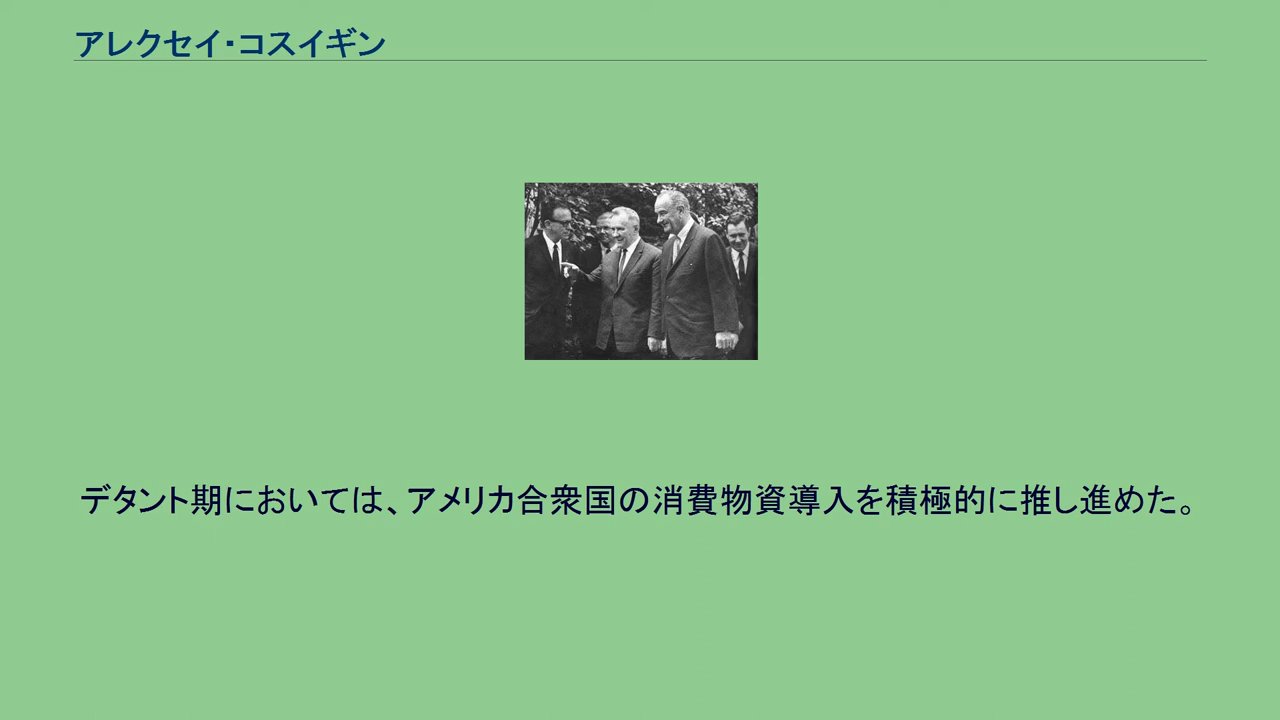 アレクセイ・コスイギン
デタント期においては、アメリカ合衆国の消費物資導入を積極的に推し進めた。